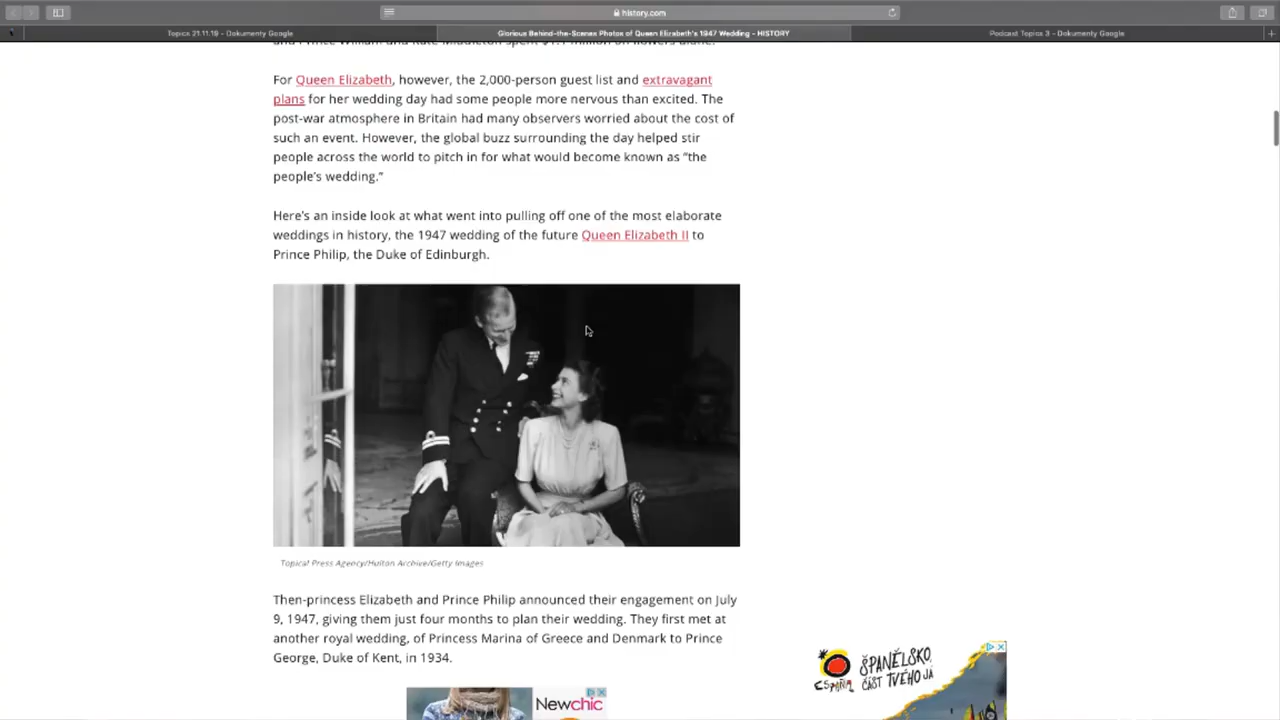 history.com
Topics 21.11.19 - Dokumenty Google
Glorious Behind-the-Scenes Photos of Queen Elizabeth's 1947 Wedding - HISTORY
Podcast Topics 3 - Dokumenty Google
For Queen Elizabeth, however, the 2,000-person guest list and extravagant
plans for her wedding day had some people more nervous than excited. The
post-war atmosphere in Britain had many observers worried about the cost of
such an event. However, the global buzz surrounding the day helped stir
people across the world to pitch in for what would become known as “the
people’s wedding.”
Here’s an inside look at what went into pulling off one of the most elaborate
weddings in history, the 1947 wedding of the future Queen Elizabeth II to
Prince Philip, the Duke of Edinburgh.
Topical Press Agency/Hulton Archive/Getty Images
Then-princess Elizabeth and Prince Philip announced their engagement on July
9, 1947, giving them just four months to plan their wedding. They first met at
another royal wedding, of Princess Marina of Greece and Denmark to Prince
George, Duke of Kent, in 1934.
ŠPANĚLSKO,
ČÁST TVÉHO JÁ
ESPAÑA
Newchic